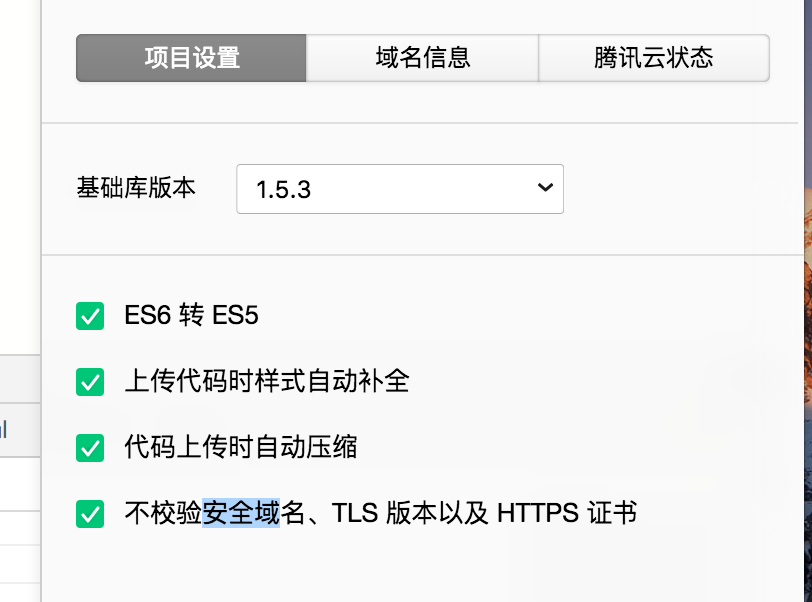 项目设置 域名信息 腾讯云状态
基础库版本 1.5.3
ES6 转 ES5
上传代码时样式自动补全
代码上传时自动压缩
不校验安全域名、TLS 版本以及 HTTPS 证书